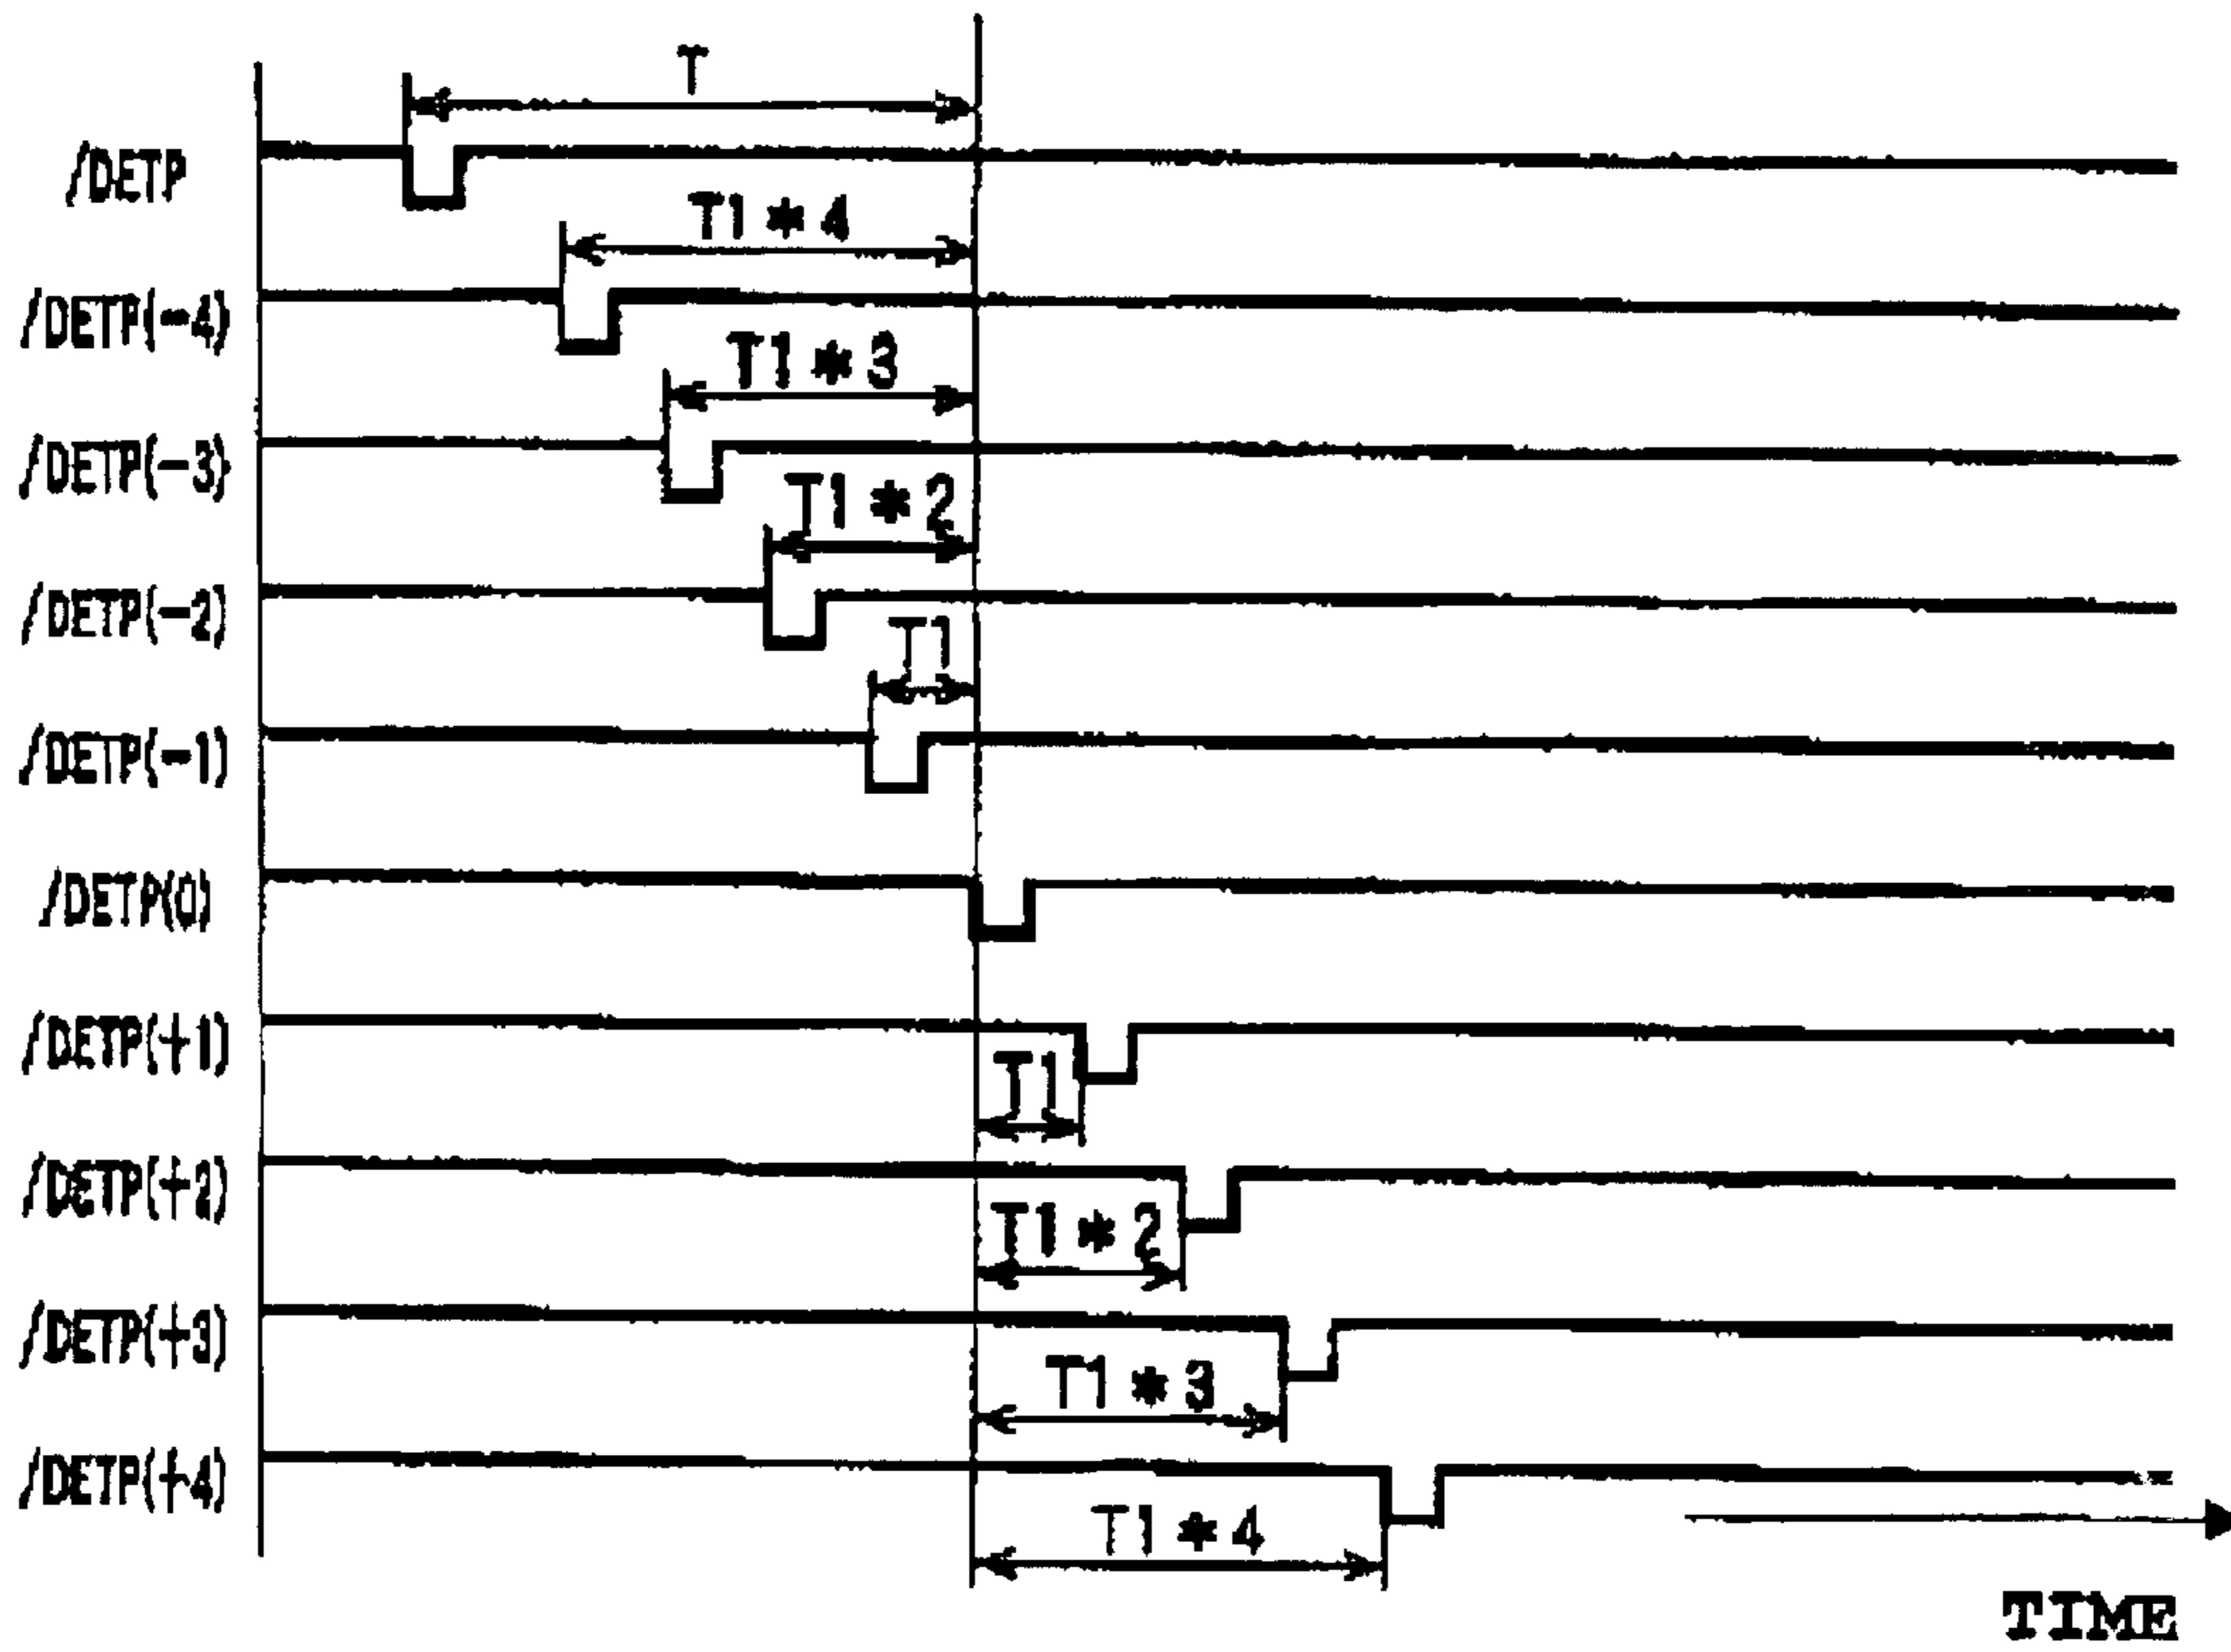 T
/DETP
T1*4
/DETP(-4)
T1*3
/DETP(-3)
T1*2
/DETP(-2)
T1
/DETP(-1)
/DETP(0)
/DETP(+1)
T1
/DETP(+2)
T1*2
/DETP(+3)
T1*3
/DETP(+4)
T1*4
TIME